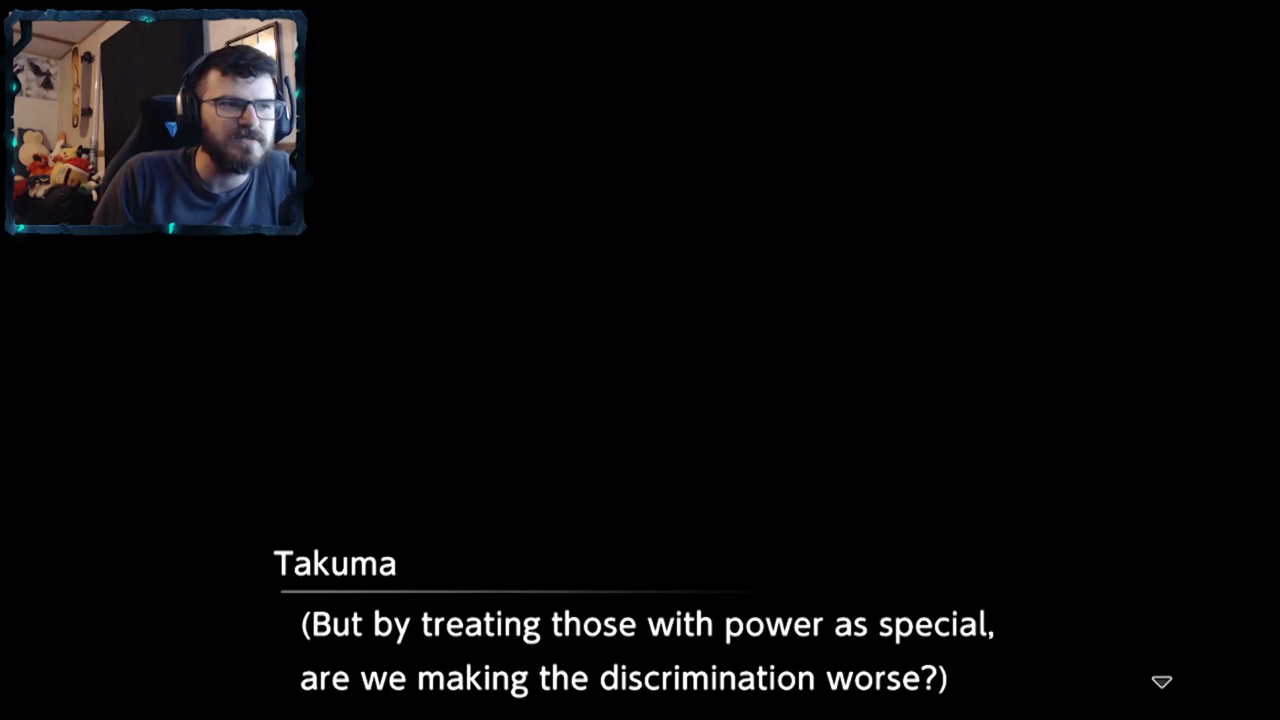 Takuma
(But by treating those with power as special,
are we making the discrimination worse?)